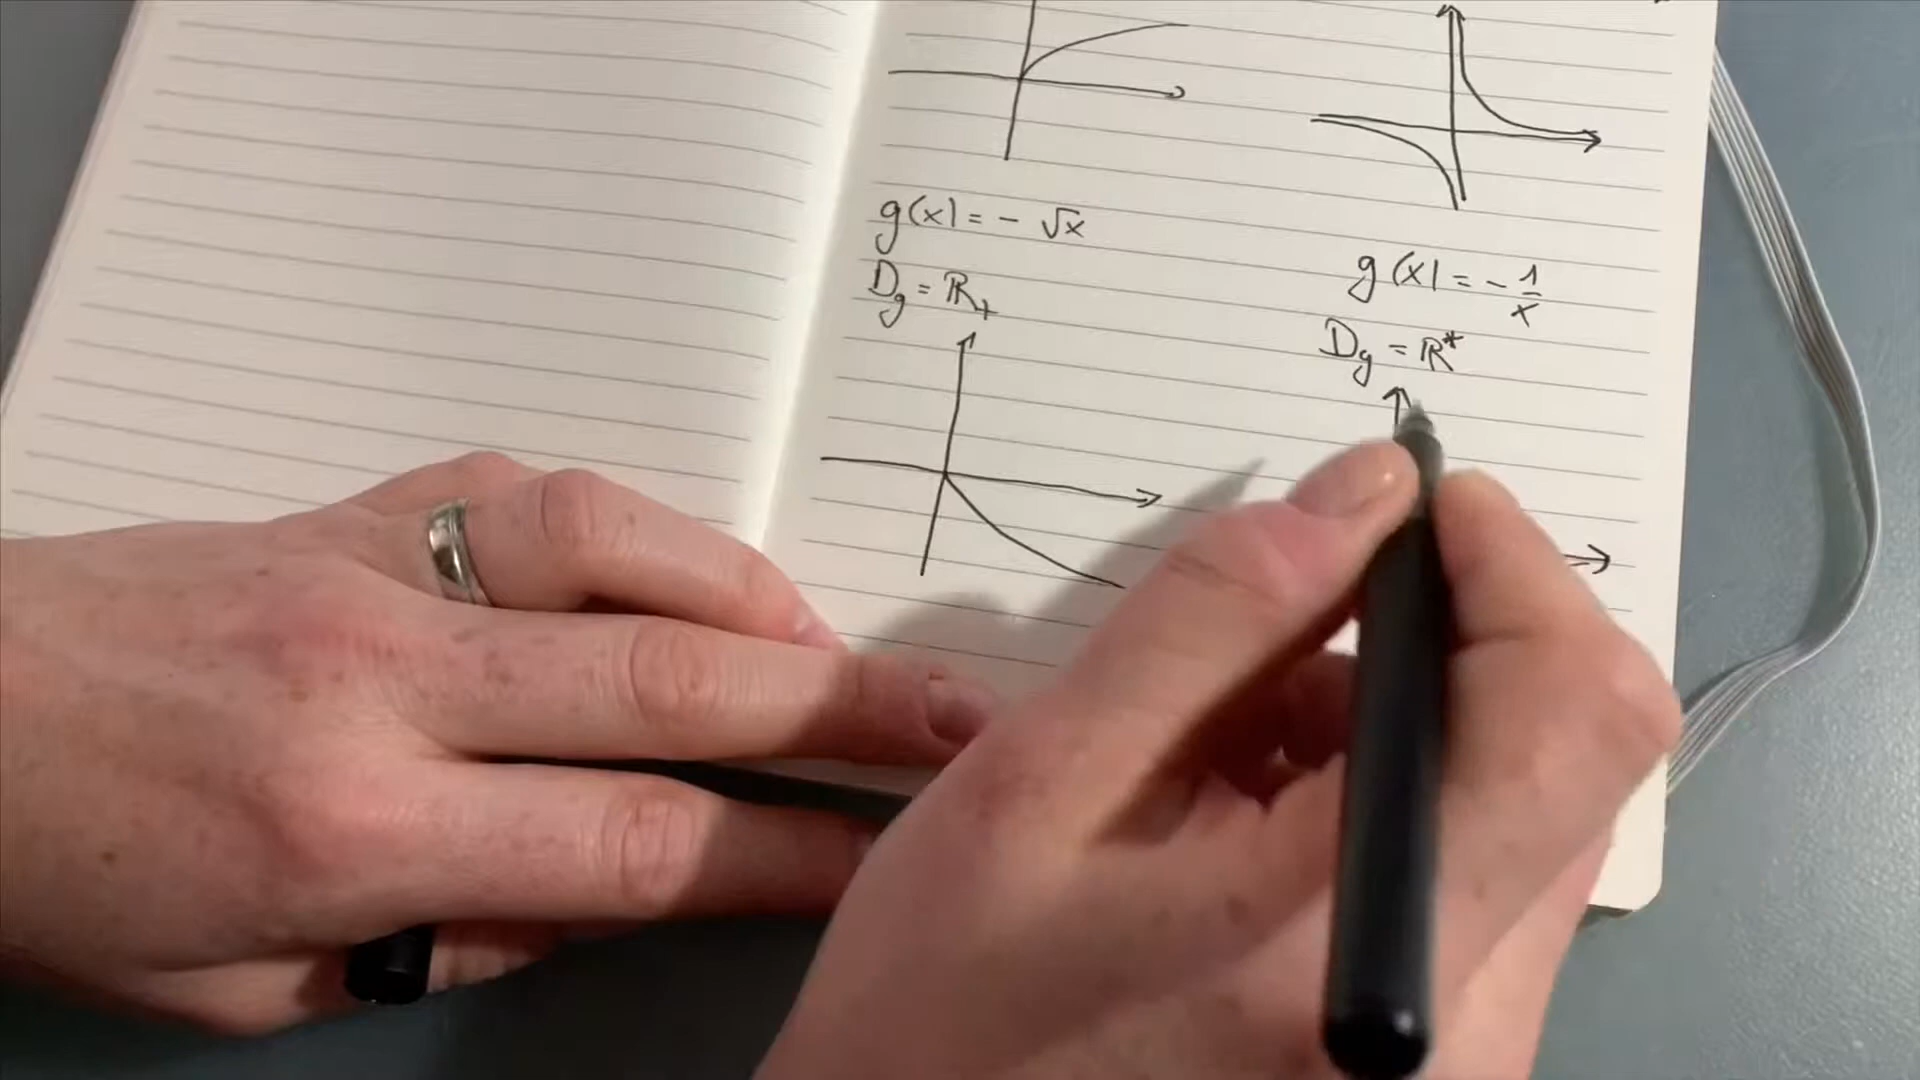 g(x) = - √x
D_g = ℝ₊
g(x) = - 1/x
D_g = ℝ*